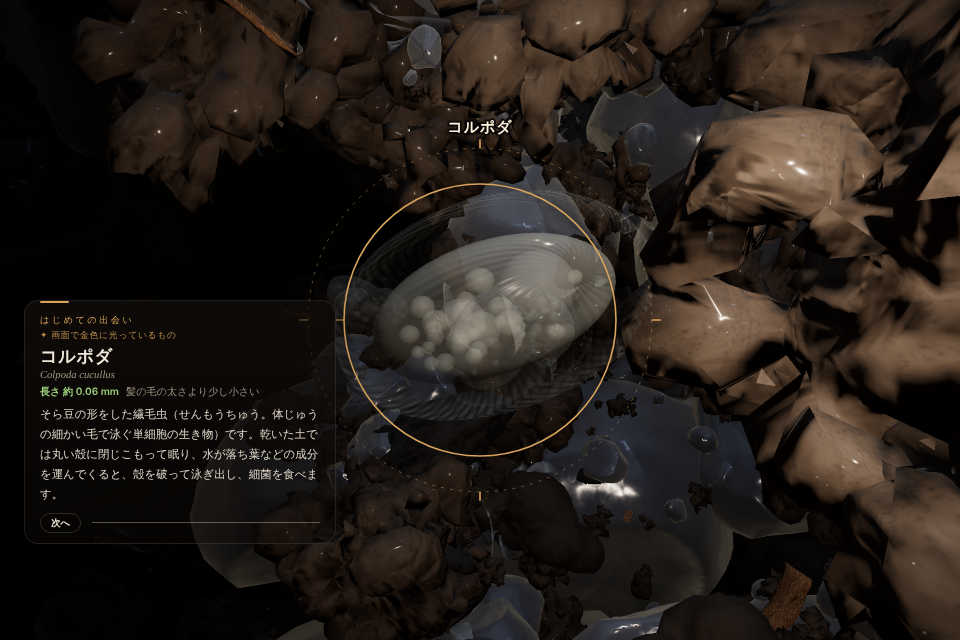 コルポダ
はじめての出会い
✦ 画面で金色に光っているもの
コルポダ
Colpoda cucullus
長さ 約 0.06 mm 髪の毛の太さより少し小さい
そら豆の形をした繊毛虫（せんもうちゅう。体じゅう
の細かい毛で泳ぐ単細胞の生き物）です。乾いた土で
は丸い殻に閉じこもって眠り、水が落ち葉などの成分
を運んでくると、殻を破って泳ぎ出し、細菌を食べま
す。
次へ